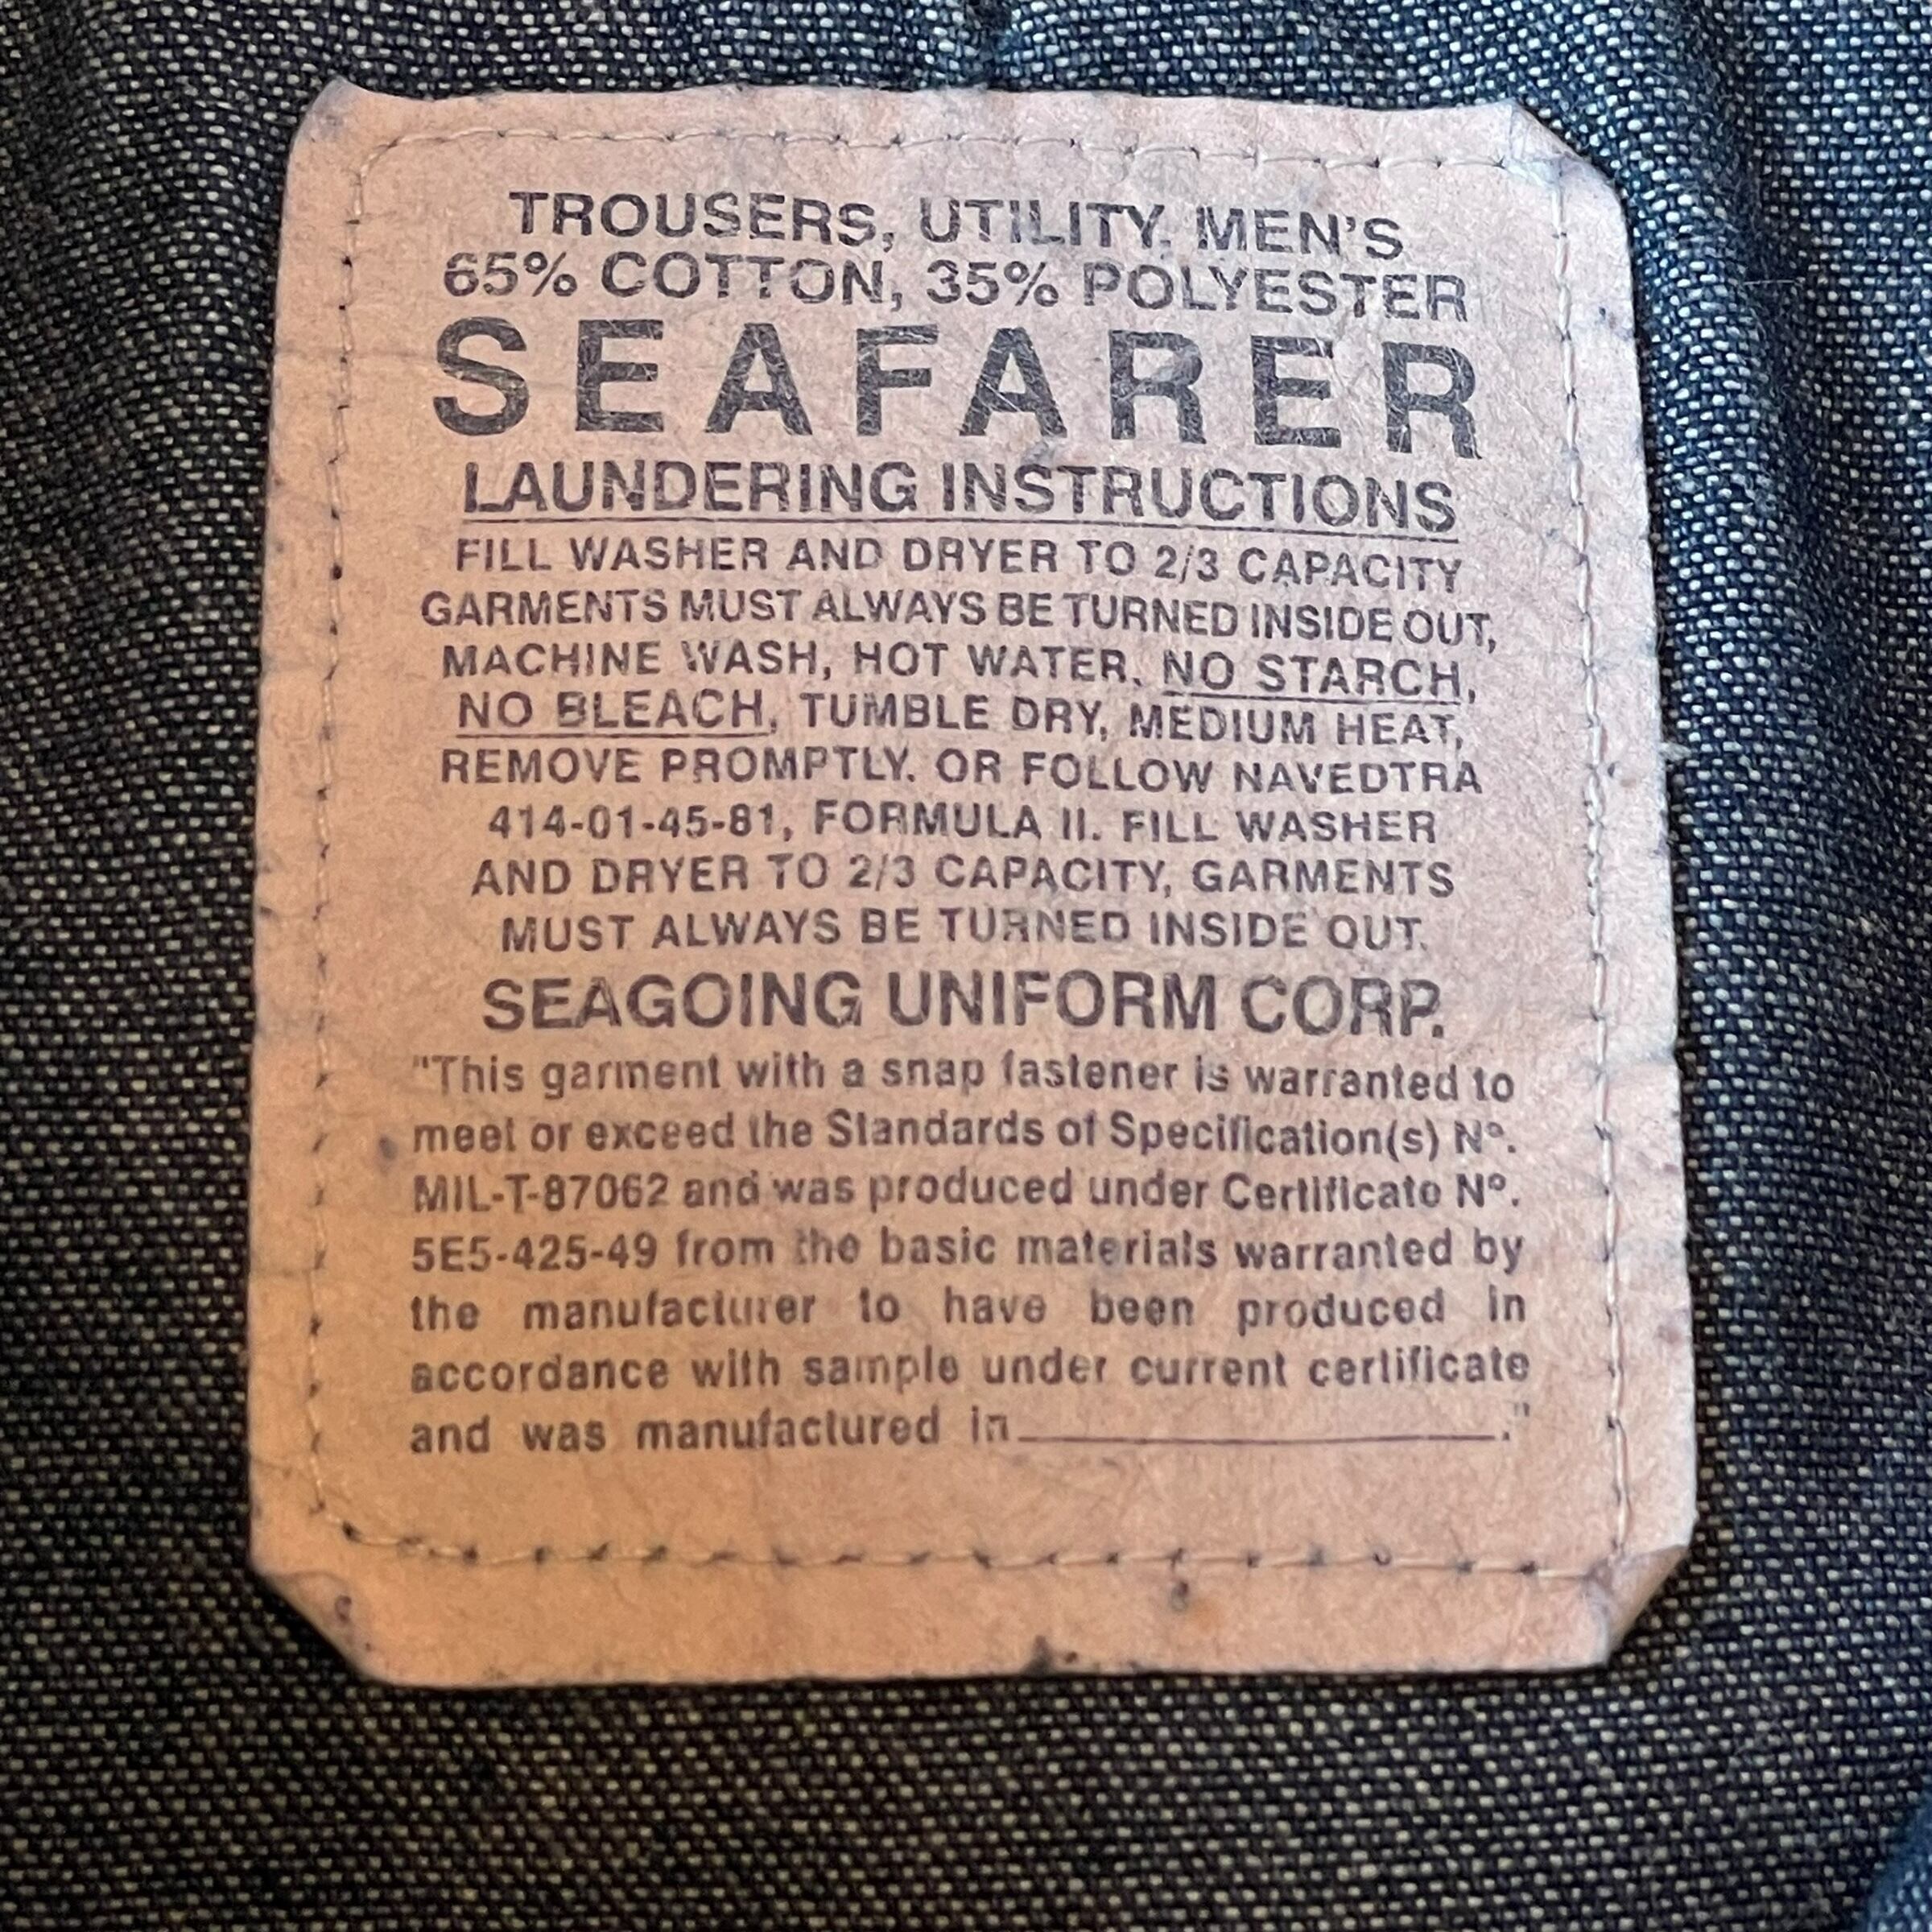 TROUSERS, UTILITY, MEN'S
65% COTTON, 35% POLYESTER
SEAFARER
LAUNDERING INSTRUCTIONS
FILL WASHER AND DRYER TO 2/3 CAPACITY
GARMENTS MUST ALWAYS BE TURNED INSIDE OUT,
MACHINE WASH, HOT WATER, NO STARCH,
NO BLEACH, TUMBLE DRY, MEDIUM HEAT,
REMOVE PROMPTLY. OR FOLLOW NAVEDTRA
414-01-45-81, FORMULA II. FILL WASHER
AND DRYER TO 2/3 CAPACITY, GARMENTS
MUST ALWAYS BE TURNED INSIDE OUT.
SEAGOING UNIFORM CORP.
"This garment with a snap fastener is warranted to
meet or exceed the Standards of Specification(s) Nº.
MIL-T-87062 and was produced under Certificate Nº.
5E5-425-49 from the basic materials warranted by
the manufacturer to have been produced in
accordance with sample under current certificate
and was manufactured in____________."